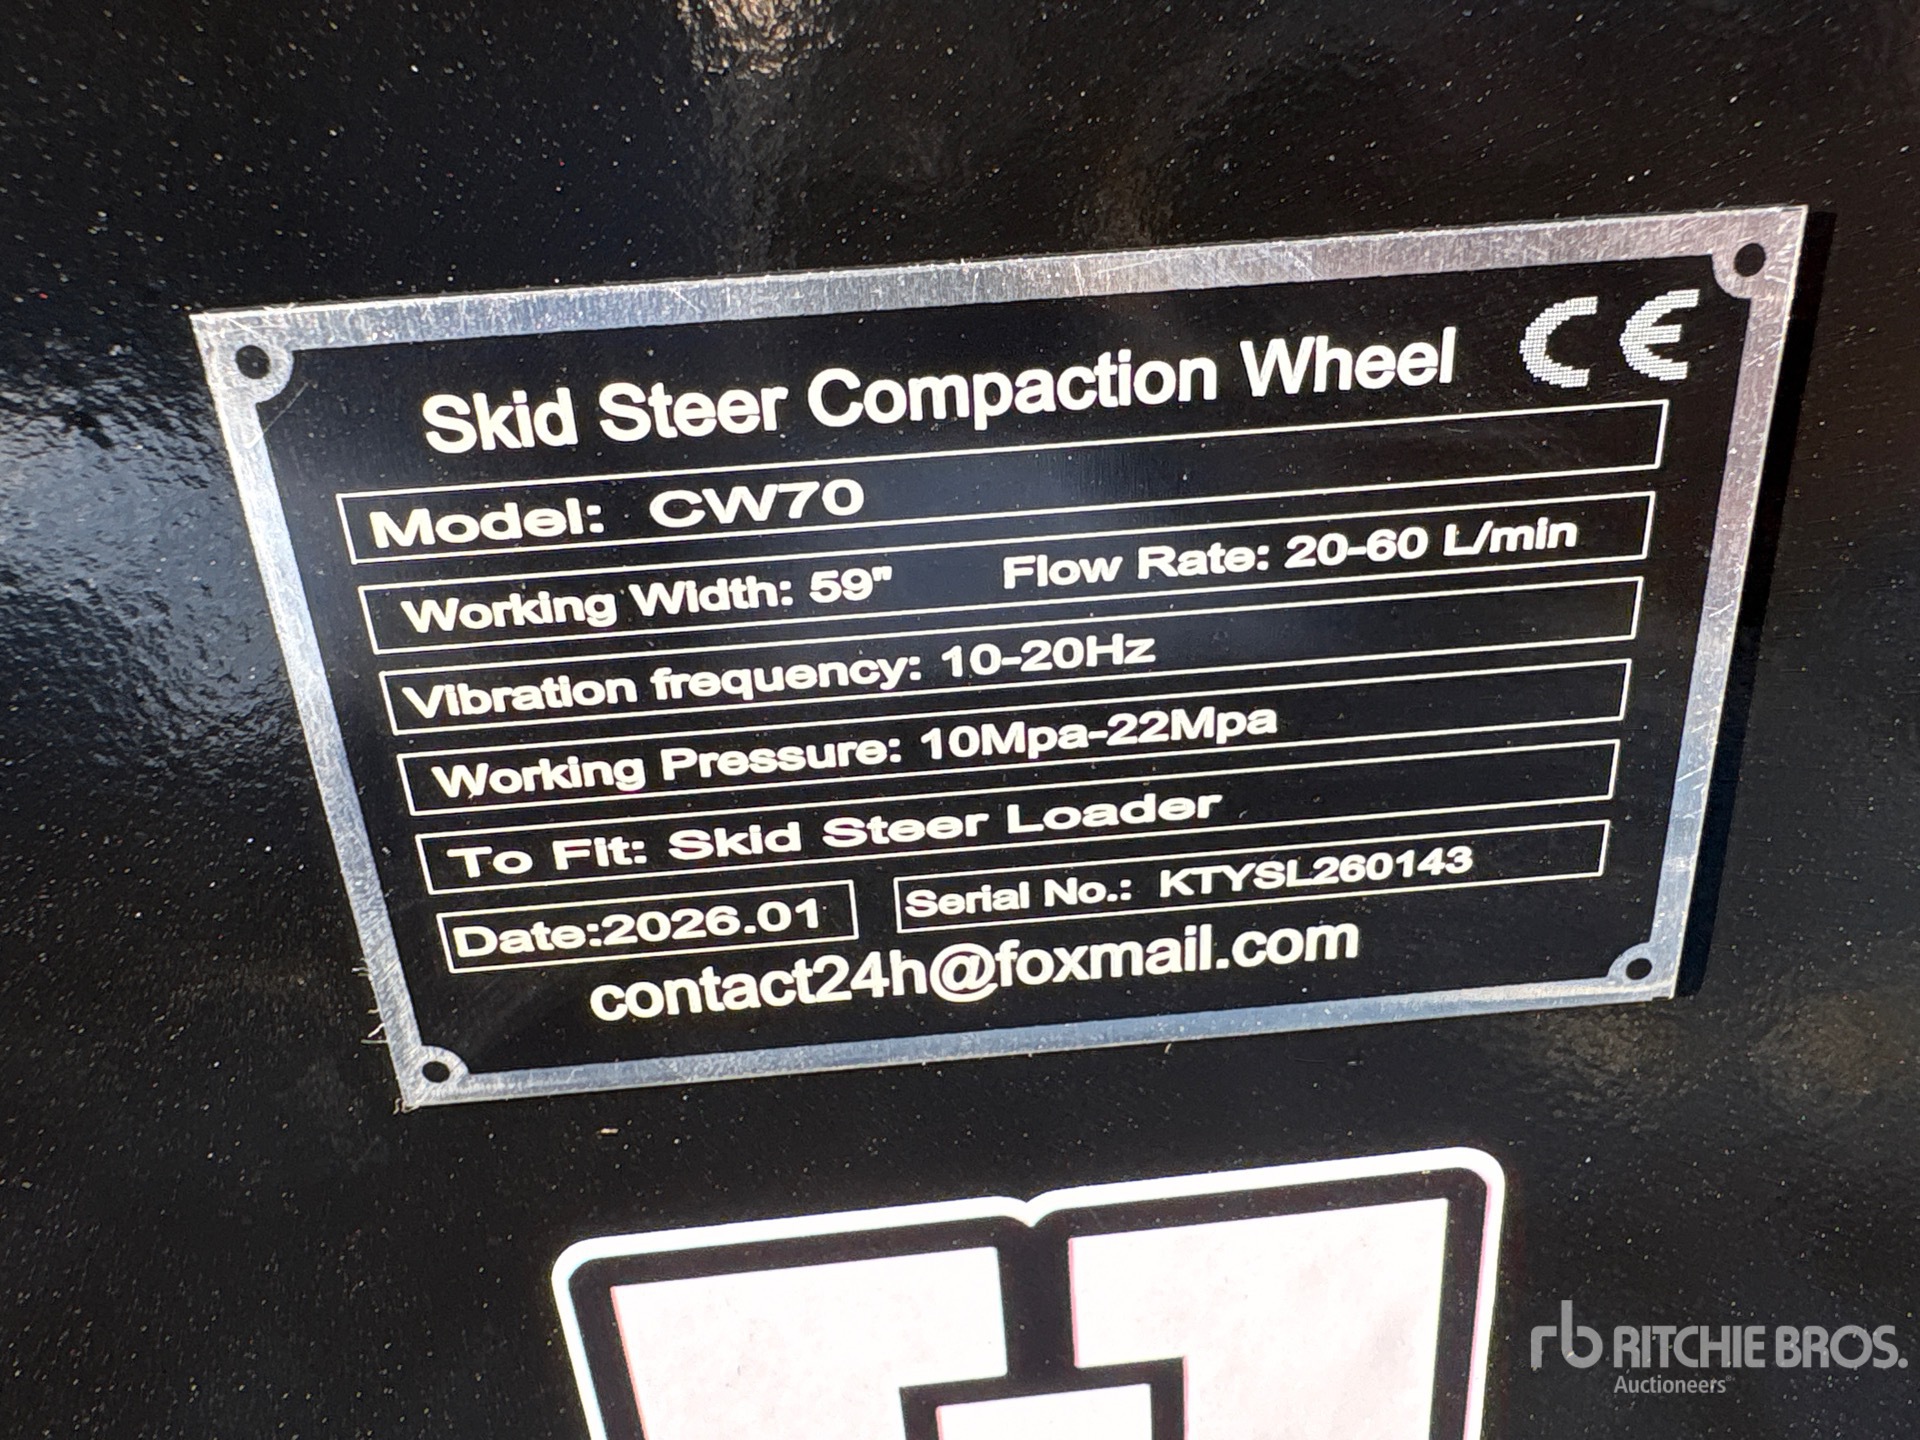 Skid Steer Compaction Wheel CE
Model: CW70
Working Width: 59" Flow Rate: 20-60 L/min
Vibration frequency: 10-20Hz
Working Pressure: 10Mpa-22Mpa
To Fit: Skid Steer Loader
Date:2026.01 Serial No.: KTYSL260143
contact24h@foxmail.com
rb RITCHIE BROS.
Auctioneers